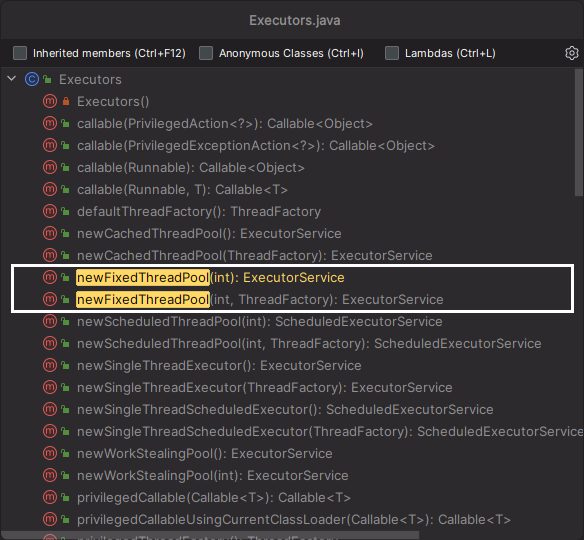 Executors.java
Inherited members (Ctrl+F12) Anonymous Classes (Ctrl+I) Lambdas (Ctrl+L)
Executors
Executors()
callable(PrivilegedAction<?>): Callable<Object>
callable(PrivilegedExceptionAction<?>): Callable<Object>
callable(Runnable): Callable<Object>
callable(Runnable, T): Callable<T>
defaultThreadFactory(): ThreadFactory
newCachedThreadPool(): ExecutorService
newCachedThreadPool(ThreadFactory): ExecutorService
newFixedThreadPool(int): ExecutorService
newFixedThreadPool(int, ThreadFactory): ExecutorService
newScheduledThreadPool(int): ScheduledExecutorService
newScheduledThreadPool(int, ThreadFactory): ScheduledExecutorService
newSingleThreadExecutor(): ExecutorService
newSingleThreadExecutor(ThreadFactory): ExecutorService
newSingleThreadScheduledExecutor(): ScheduledExecutorService
newSingleThreadScheduledExecutor(ThreadFactory): ScheduledExecutorService
newWorkStealingPool(): ExecutorService
newWorkStealingPool(int): ExecutorService
privilegedCallable(Callable<T>): Callable<T>
privilegedCallableUsingCurrentClassLoader(Callable<T>): Callable<T>
privilegedThreadFactory(): ThreadFactory